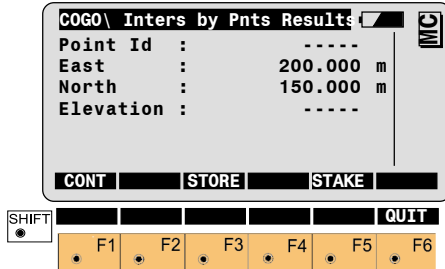 COGO\ Inters by Pnts Results
MC
Point Id : -----
East : 200.000 m
North : 150.000 m
Elevation : -----
CONT STORE STAKE
SHIFT QUIT
F1 F2 F3 F4 F5 F6